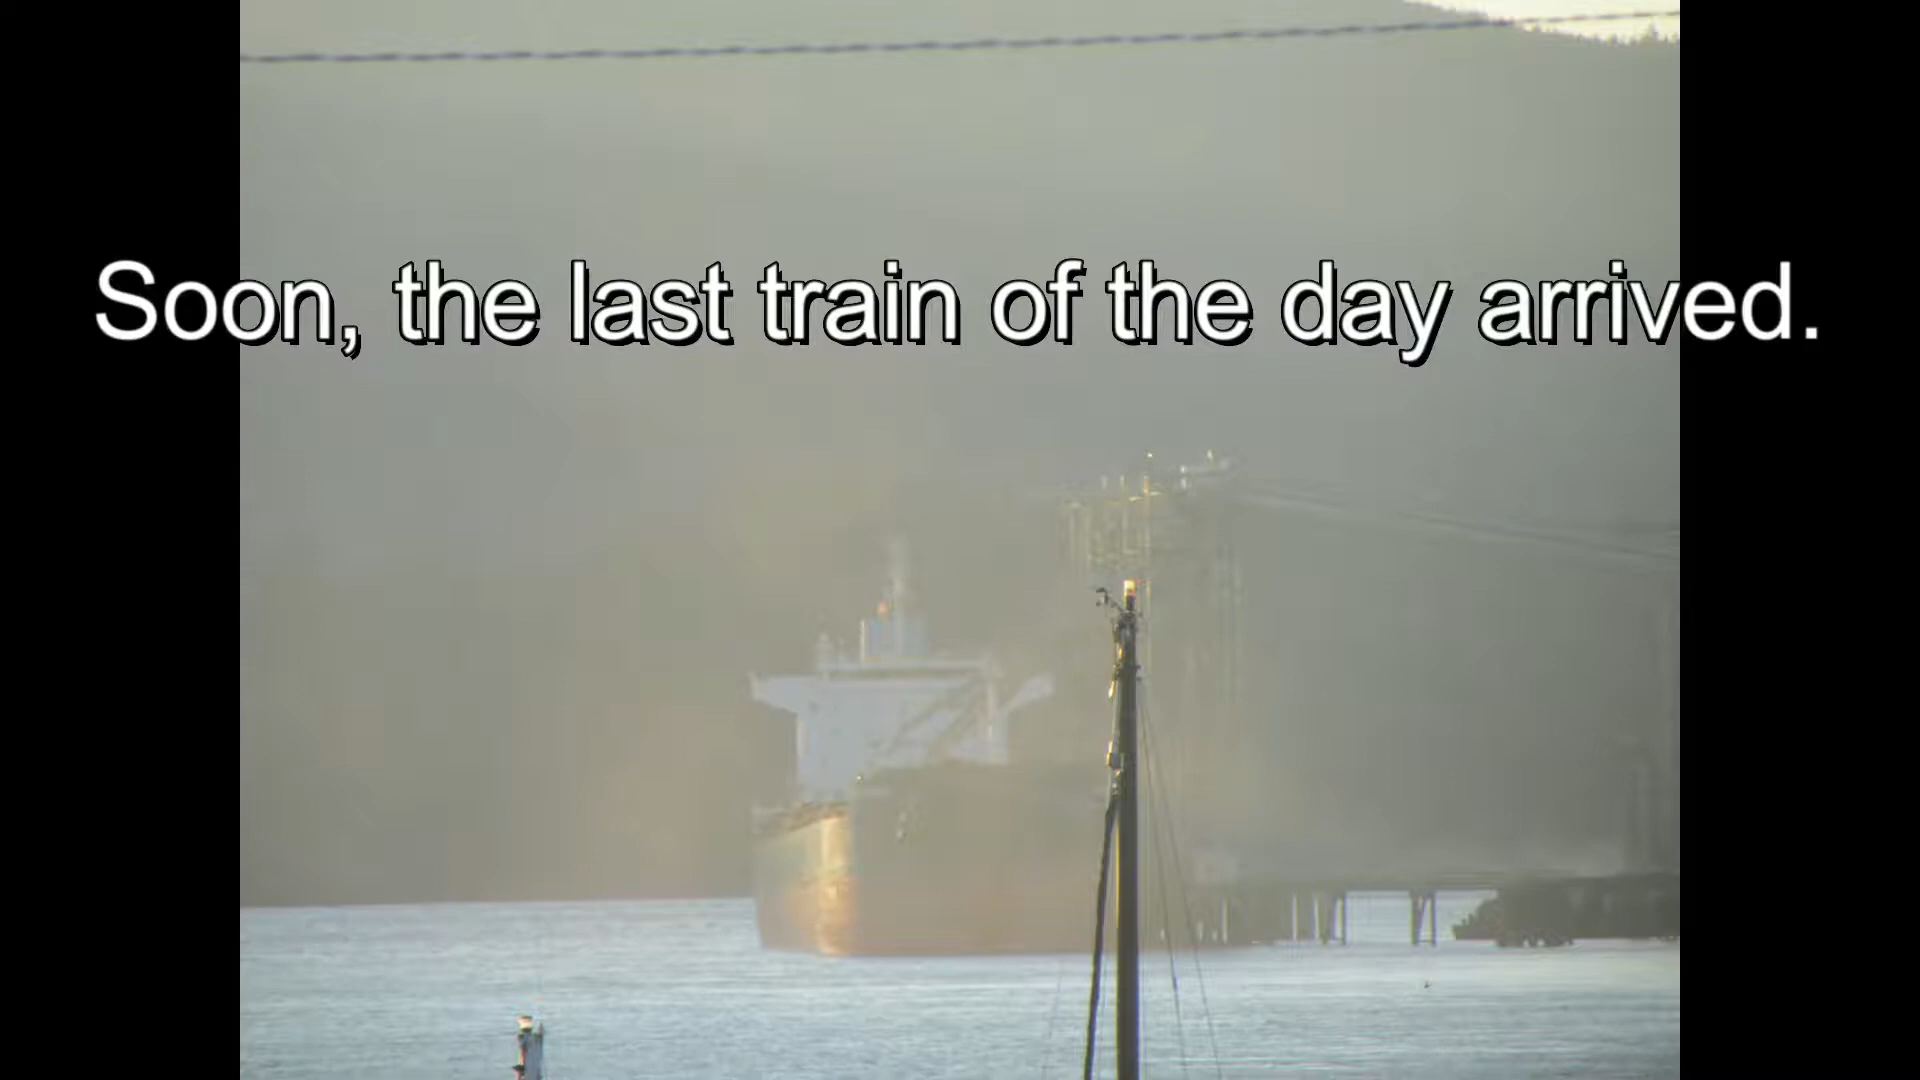 Soon, the last train of the day arrived.